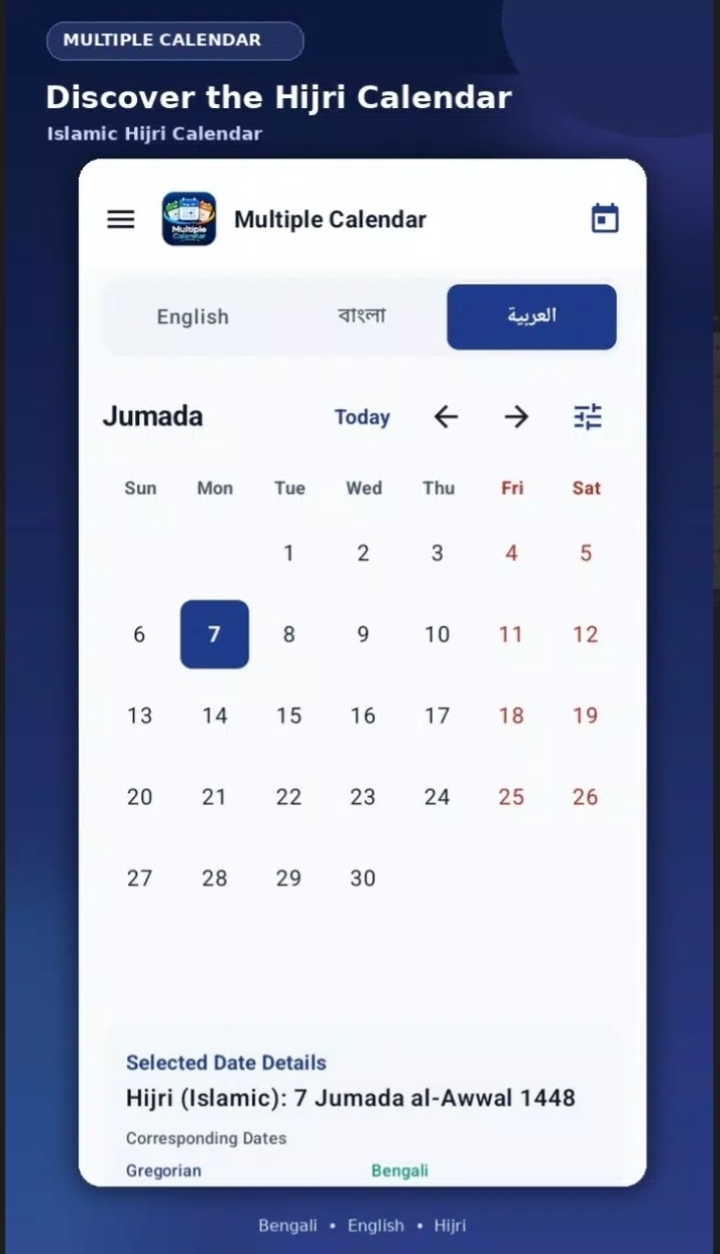 MULTIPLE CALENDAR
Discover the Hijri Calendar
Islamic Hijri Calendar
Multiple Calendar
Multiple Calendar
English বাংলা العربية
Jumada Today
Sun Mon Tue Wed Thu Fri Sat
1 2 3 4 5
6 7 8 9 10 11 12
13 14 15 16 17 18 19
20 21 22 23 24 25 26
27 28 29 30
Selected Date Details
Hijri (Islamic): 7 Jumada al-Awwal 1448
Corresponding Dates
Gregorian Bengali
Bengali • English • Hijri